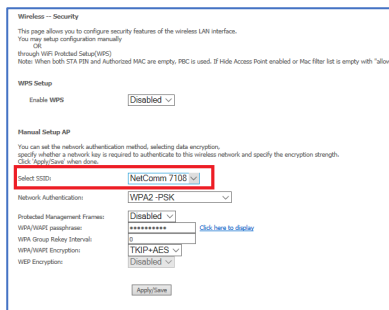 Wireless -- Security
This page allows you to configure security features of the wireless LAN interface.
You may setup configuration manually
OR
through WiFi Protcted Setup(WPS)
Note: When both STA PIN and Authorized MAC are empty, PBC is used. If Hide Access Point enabled or Mac filter list is empty with "allow
WPS Setup
Enable WPS Disabled
Manual Setup AP
You can set the network authentication method, selecting data encryption,
specify whether a network key is required to authenticate to this wireless network and specify the encryption strength.
Click 'Apply/Save' when done.
Select SSID: NetComm 7108
Network Authentication: WPA2 -PSK
Protected Management Frames: Disabled
WPA/WAPI passphrase: •••••••••• Click here to display
WPA Group Rekey Interval: 0
WPA/WAPI Encryption: TKIP+AES
WEP Encryption: Disabled
Apply/Save